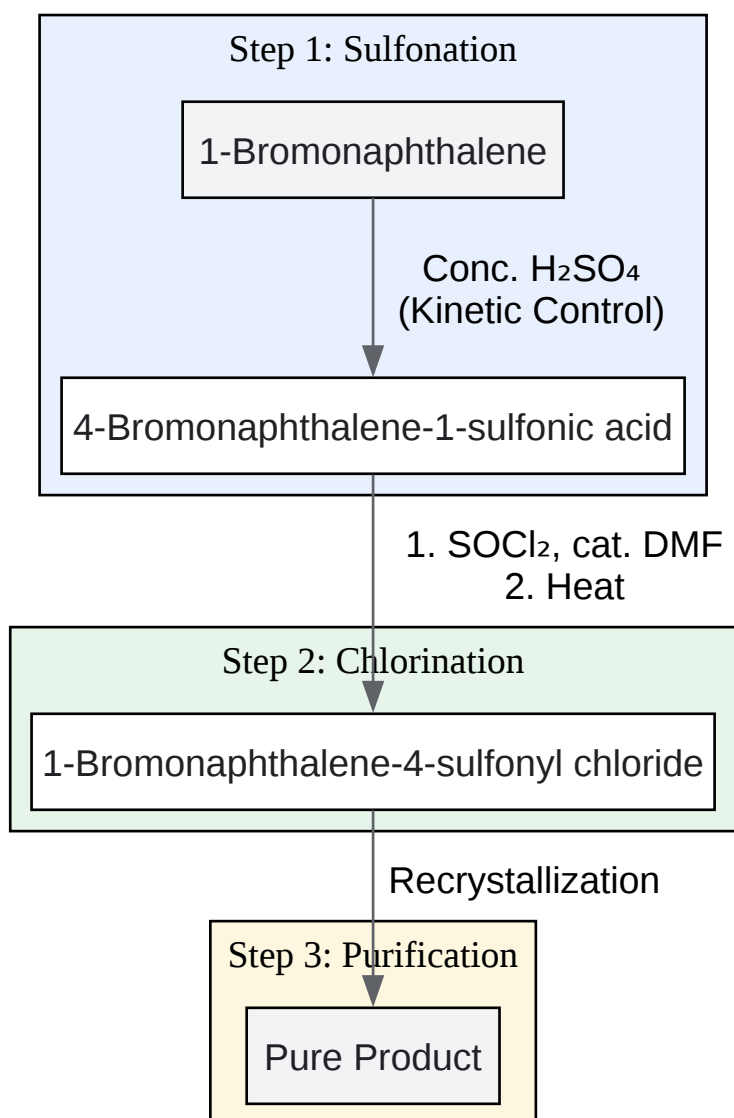 Step 1: Sulfonation
1-Bromonaphthalene
Conc. H₂SO₄
(Kinetic Control)
4-Bromonaphthalene-1-sulfonic acid
1. SOCl₂, cat. DMF
2. Heat
Step 2: Chlorination
1-Bromonaphthalene-4-sulfonyl chloride
Recrystallization
Step 3: Purification
Pure Product